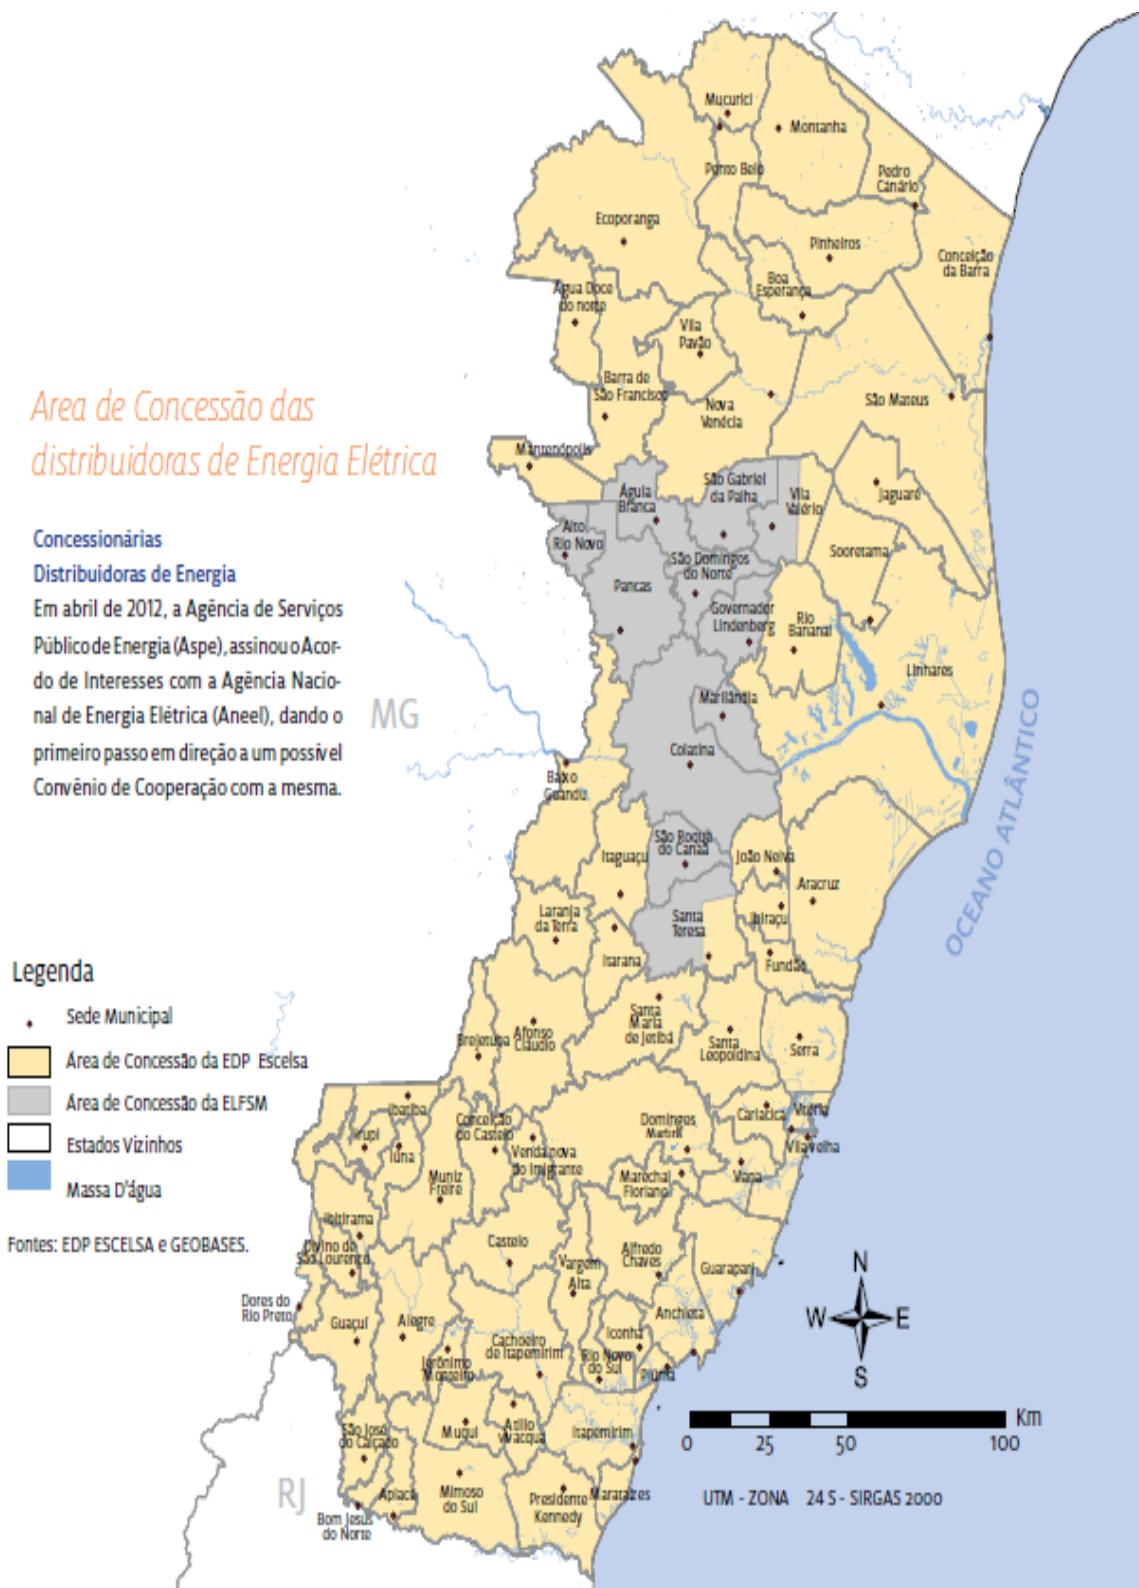 Mucurici
Montanha
Ponto Belo
Pedro
Canário
Ecoporanga
Pinheiros
Conceição
da Barra
Boa
Esperança
Água Doce
do norte
Vila
Pavão
Barra de
São Francisco
Nova
Venécia
São Mateus
Area de Concessão das
distribuidoras de Energia Elétrica
Mantenópolis
Águia
Branca
São Gabriel
da Palha
Vila
Valério
Jaguaré
Concessionárias
Distribuidoras de Energia
Em abril de 2012, a Agência de Serviços
Público de Energia (Aspe), assinou o Acor-
do de Interesses com a Agência Nacio-
nal de Energia Elétrica (Aneel), dando o
primeiro passo em direção a um possível
Convênio de Cooperação com a mesma.
Alto
Rio Novo
Sooretama
São Domingos
do Norte
Pancas
Governador
Lindenberg
Rio
Bananal
Linhares
MG
Marilândia
Colatina
Baixo
Guandu
OCEANO ATLÂNTICO
São Roque
do Canaã
Itaguaçu
João Neiva
Aracruz
Laranja
da Terra
Santa
Teresa
Ibiraçu
Itarana
Fundão
Legenda
Sede Municipal
Área de Concessão da EDP Escelsa
Área de Concessão da ELFSM
Estados Vizinhos
Massa D'água
Fontes: EDP ESCELSA e GEOBASES.
Santa
Maria
de Jetibá
Afonso
Cláudio
Brejetuba
Santa
Leopoldina
Serra
Ibatiba
Conceição
do Castelo
Domingos
Martins
Cariacica
Vitória
Irupi
Iúna
Venda nova
do Imigrante
Vila velha
Muniz
Freire
Marechal
Floriano
Viana
Ibitirama
Divino de
São Lourenço
Castelo
Vargem
Alta
Alfredo
Chaves
Guarapari
Dores do
Rio Preto
Guaçuí
Alegre
Anchieta
Cachoeiro
de Itapemirim
Iconha
Jerônimo
Monteiro
Rio Novo
do Sul
Piúma
São José
do Calçado
Muqui
Atílio
vivacqua
Itapemirim
RJ
Apiacá
Mimoso
do Sul
Presidente
Kennedy
Marataízes
Bom Jesus
do Norte
N
W
E
S
Km
0 25 50 100
UTM - ZONA 24 S - SIRGAS 2000